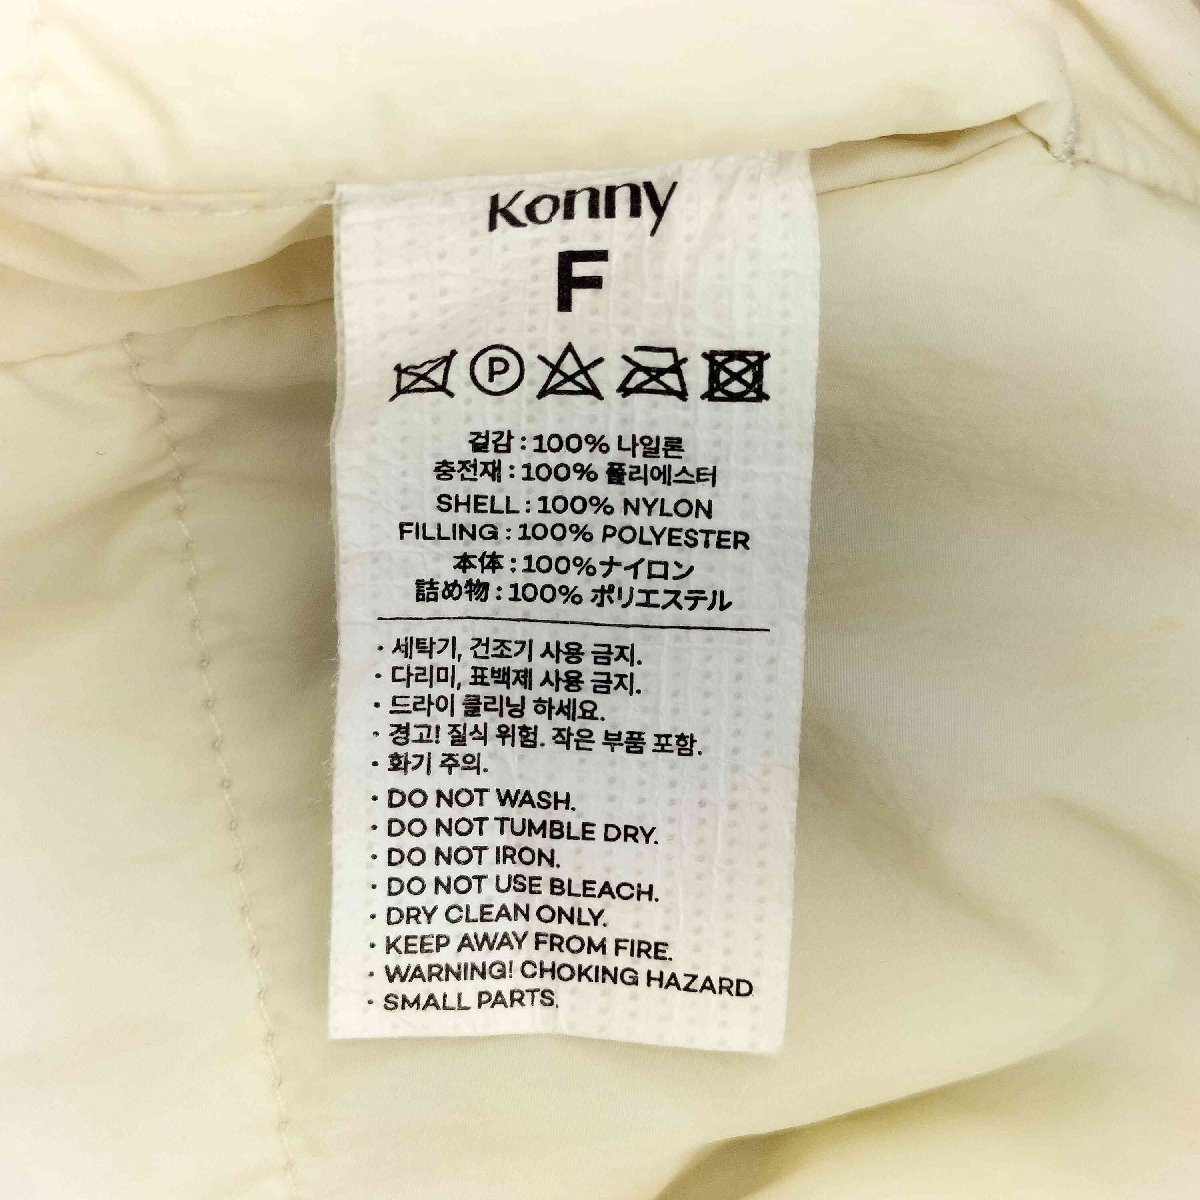 Konny
F
P
겉감 : 100% 나일론
충전재 : 100% 폴리에스터
SHELL : 100% NYLON
FILLING : 100% POLYESTER
本体 : 100%ナイロン
詰め物 : 100% ポリエステル
· 세탁기, 건조기 사용 금지.
· 다리미, 표백제 사용 금지.
· 드라이 클리닝 하세요.
· 경고! 질식 위험. 작은 부품 포함.
· 화기 주의.
· DO NOT WASH.
· DO NOT TUMBLE DRY.
· DO NOT IRON.
· DO NOT USE BLEACH.
· DRY CLEAN ONLY.
· KEEP AWAY FROM FIRE.
· WARNING! CHOKING HAZARD
· SMALL PARTS.